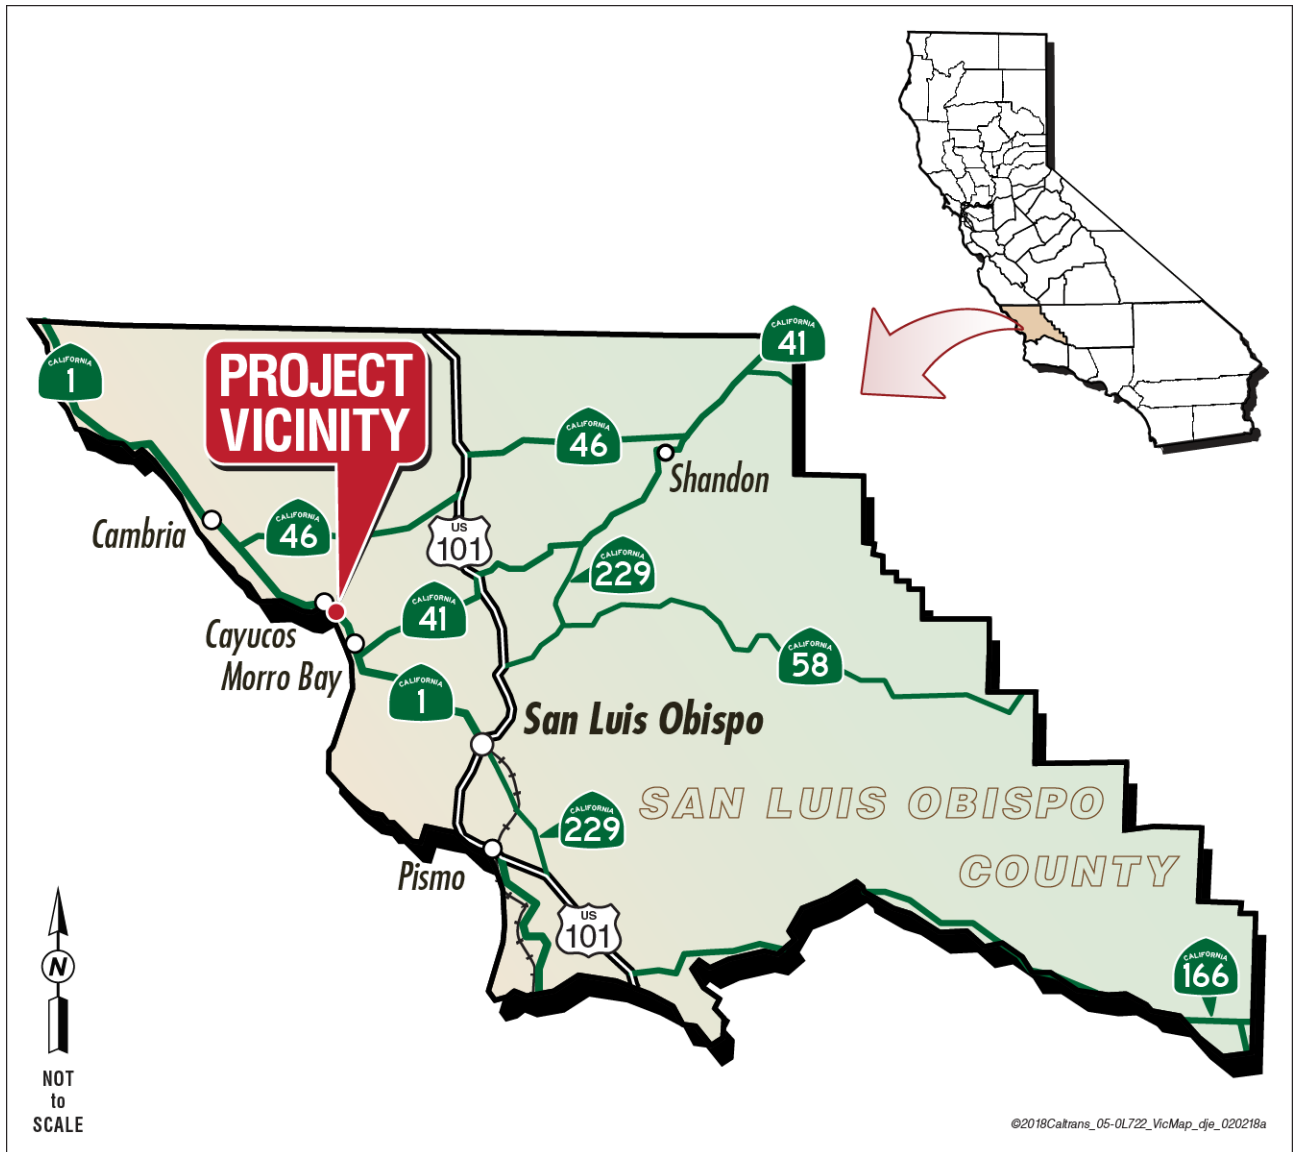 CALIFORNIA
41
CALIFORNIA
1
PROJECT
VICINITY
CALIFORNIA
46
Shandon
CALIFORNIA
46
Cambria
US
101
CALIFORNIA
229
CALIFORNIA
41
Cayucos
Morro Bay
CALIFORNIA
58
CALIFORNIA
1
San Luis Obispo
SAN LUIS OBISPO
COUNTY
CALIFORNIA
229
Pismo
US
101
CALIFORNIA
166
N
NOT
to
SCALE
©2018Caltrans_05-0L722_VicMap_dje_020218a